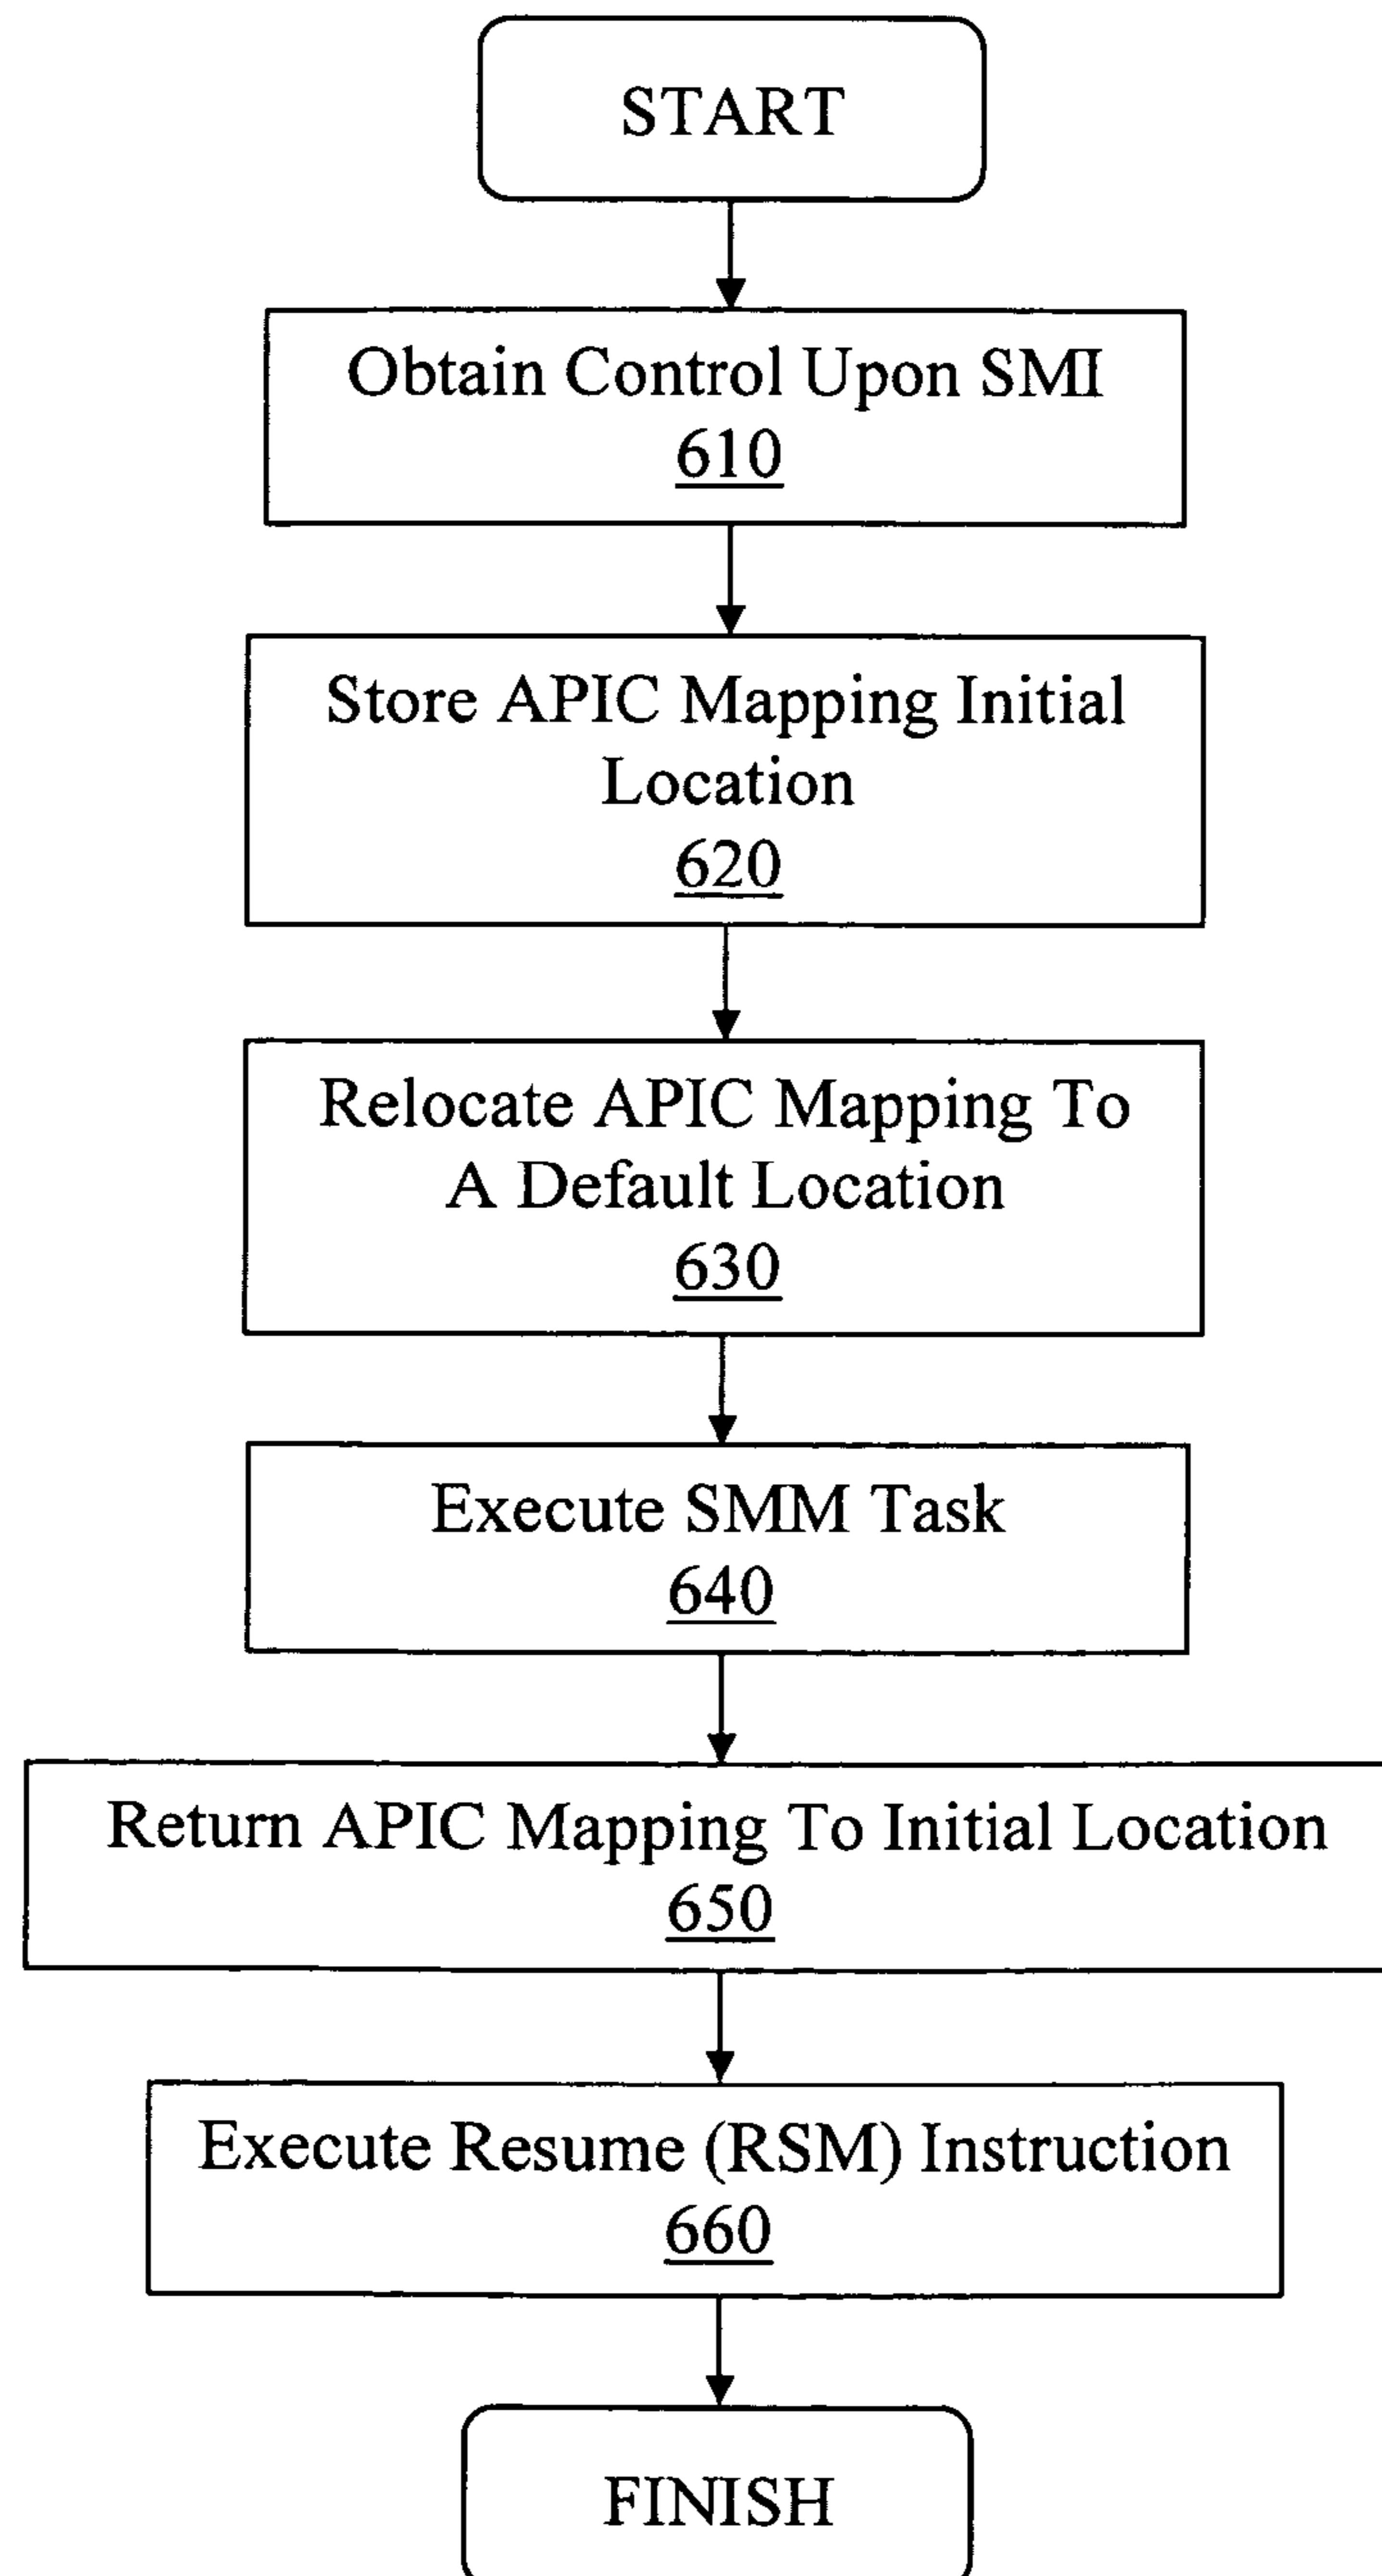 START
Obtain Control Upon SMI
610
Store APIC Mapping Initial
Location
620
Relocate APIC Mapping To
A Default Location
630
Execute SMM Task
640
Return APIC Mapping To Initial Location
650
Execute Resume (RSM) Instruction
660
FINISH